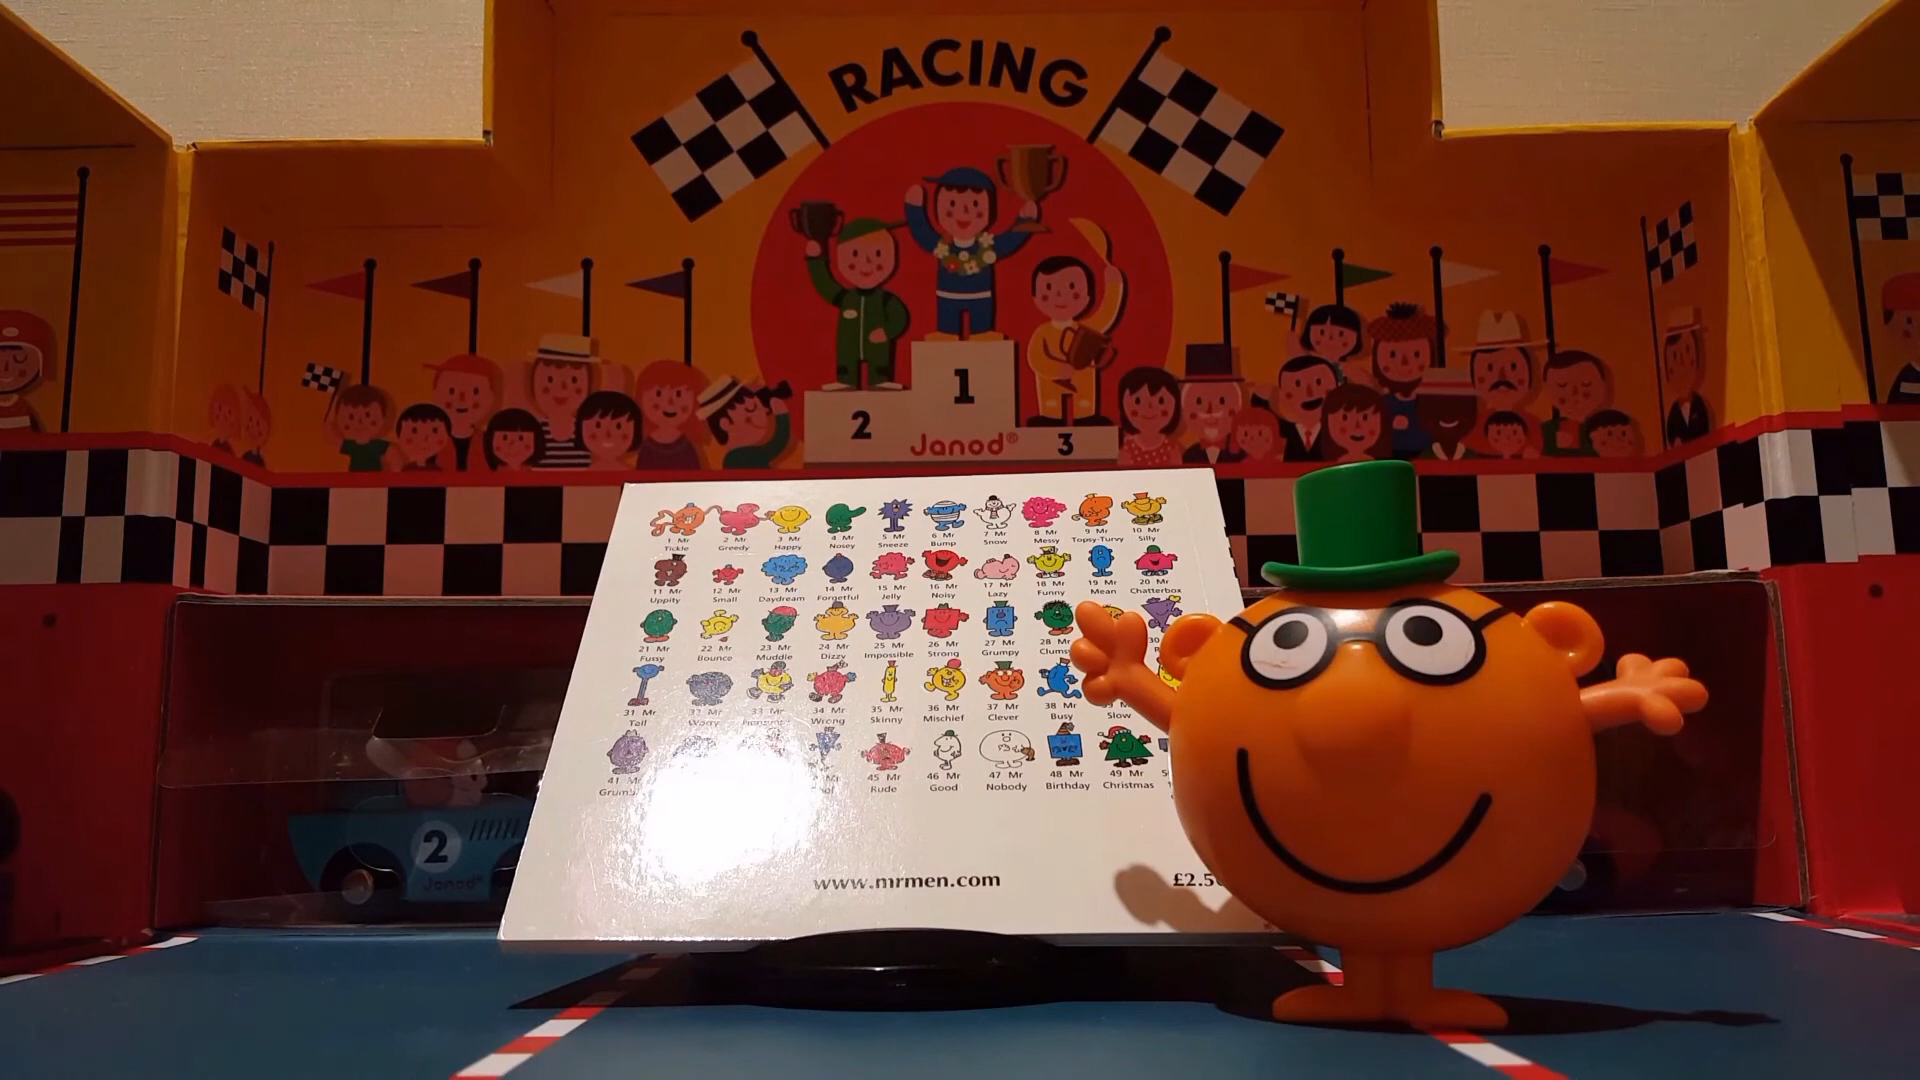 RACING
1
2
Janod®
3
1 Mr Tickle
2 Mr Greedy
3 Mr Happy
4 Mr Nosey
5 Mr Sneeze
6 Mr Bump
7 Mr Snow
8 Mr Messy
9 Mr Topsy-Turvy
10 Mr Silly
11 Mr Uppity
12 Mr Small
13 Mr Daydream
14 Mr Forgetful
15 Mr Jelly
16 Mr Noisy
17 Mr Lazy
18 Mr Funny
19 Mr Mean
20 Mr Chatterbox
21 Mr Fussy
22 Mr Bounce
23 Mr Muddle
24 Mr Dizzy
25 Mr Impossible
26 Mr Strong
27 Mr Grumpy
28 Mr
30
31 Mr Tall
32 Mr Worry
33 Mr
34 Mr Wrong
35 Mr Skinny
36 Mr Mischief
37 Mr Clever
38 Mr Busy
Mr Slow
41
45 Mr Rude
46 Mr Good
47 Mr Nobody
48 Mr Birthday
49 Mr Christmas
www.mrmen.com
2
Janod®